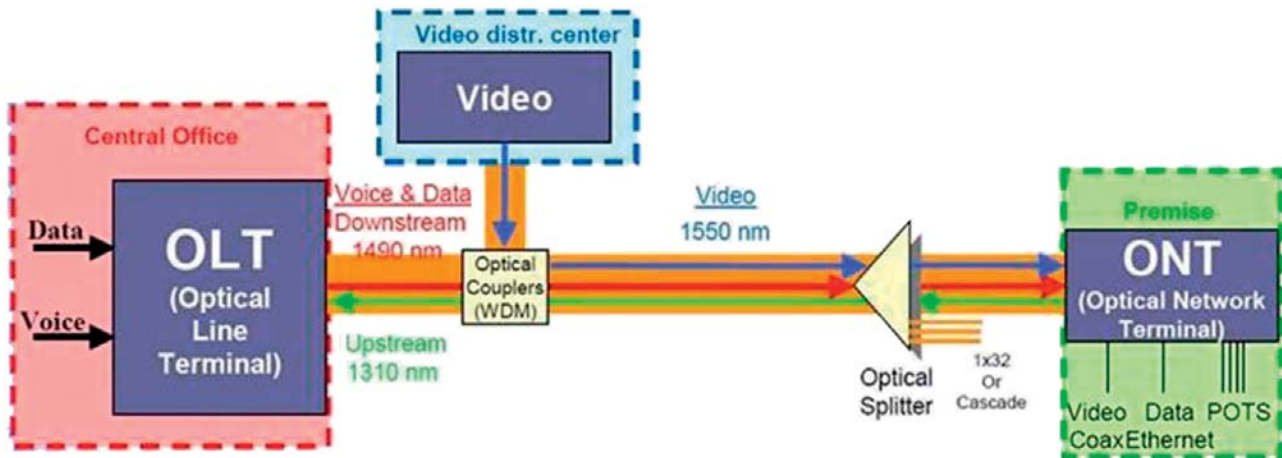 Video distr. center
Video
Central Office
Data
Voice
OLT
(Optical
Line
Terminal)
Voice & Data
Downstream
1490 nm
Upstream
1310 nm
Optical
Couplers
(WDM)
Video
1550 nm
Optical
Splitter
1x32
Or
Cascade
Premise
ONT
(Optical Network
Terminal)
Video Data POTS
Coax Ethernet